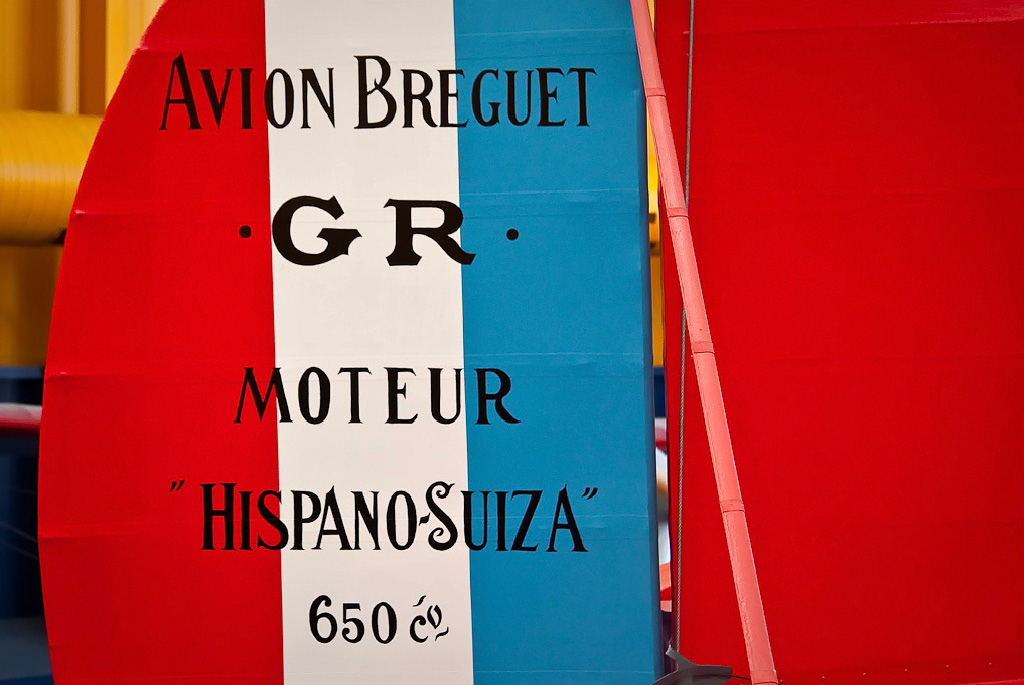 AVION BREGUET
· GR ·
MOTEUR
"HISPANO-SUIZA"
650 cv